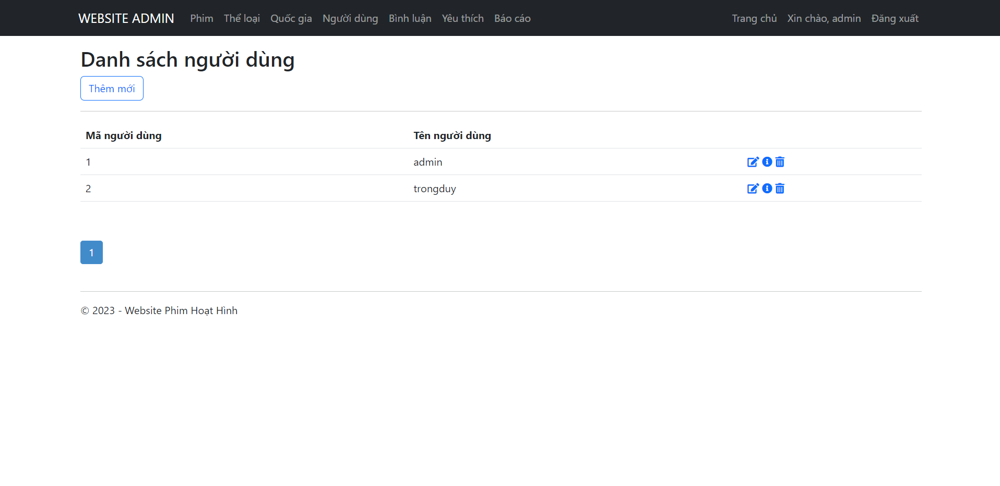 WEBSITE ADMIN Phim Thể loại Quốc gia Người dùng Bình luận Yêu thích Báo cáo Trang chủ Xin chào, admin Đăng xuất
Danh sách người dùng
Thêm mới
Mã người dùng Tên người dùng
1 admin
2 trongduy
1
© 2023 - Website Phim Hoạt Hình